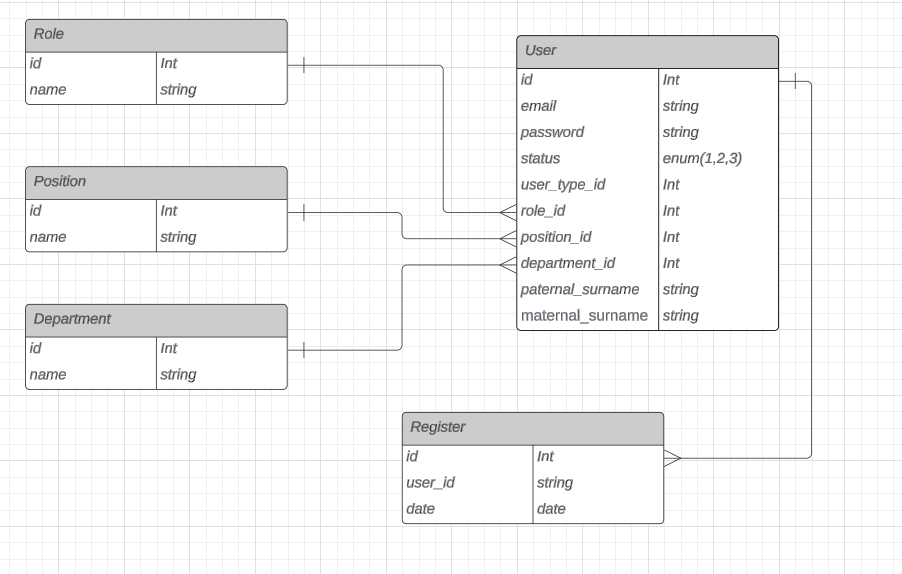 Role
id Int
name string
Position
id Int
name string
Department
id Int
name string
User
id Int
email string
password string
status enum(1,2,3)
user_type_id Int
role_id Int
position_id Int
department_id Int
paternal_surname string
maternal_surname string
Register
id Int
user_id string
date date